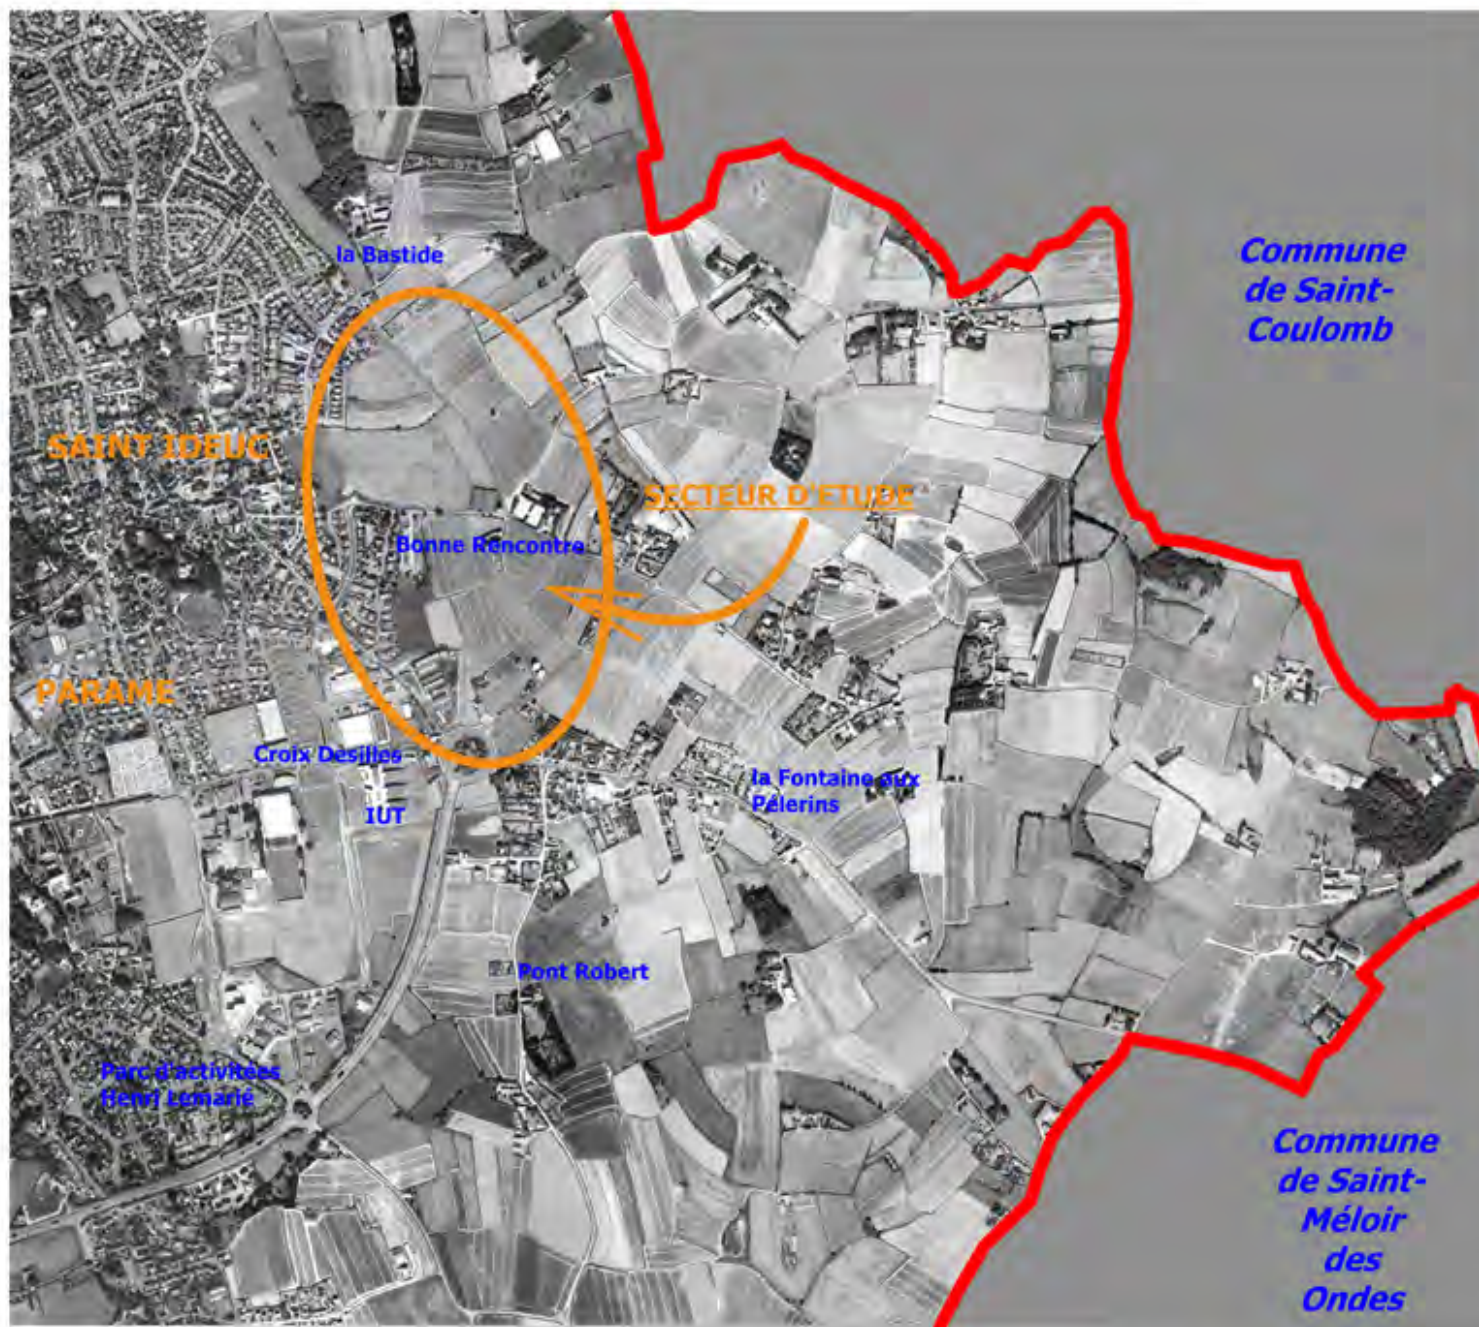 Commune
de Saint-
Coulomb
la Bastide
SAINT IDEUC
SECTEUR D'ETUDE
Bonne Rencontre
PARAME
Croix Desilles
IUT
la Fontaine aux
Pélerins
Pont Robert
Parc d'activitées
Henri Lemarié
Commune
de Saint-
Méloir
des
Ondes